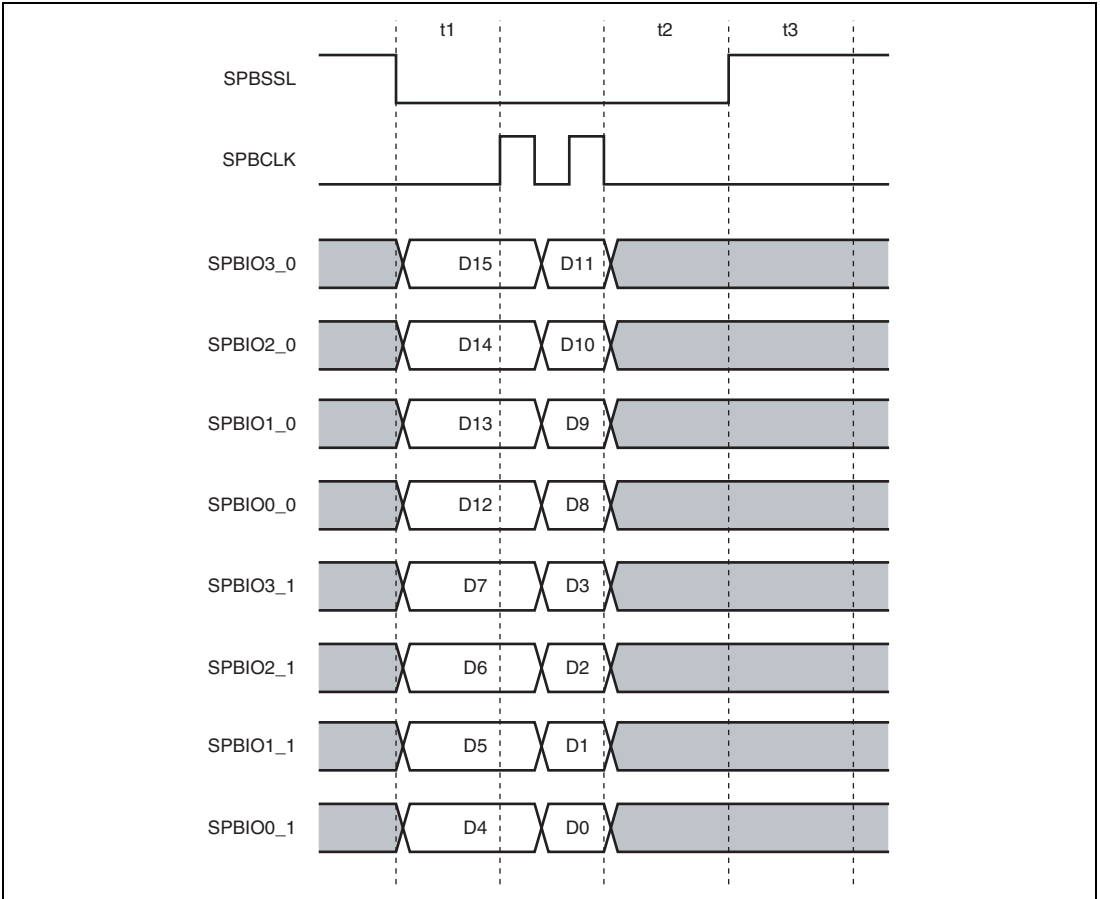 t1 t2 t3
SPBSSL
SPBCLK
SPBIO3_0 D15 D11
SPBIO2_0 D14 D10
SPBIO1_0 D13 D9
SPBIO0_0 D12 D8
SPBIO3_1 D7 D3
SPBIO2_1 D6 D2
SPBIO1_1 D5 D1
SPBIO0_1 D4 D0